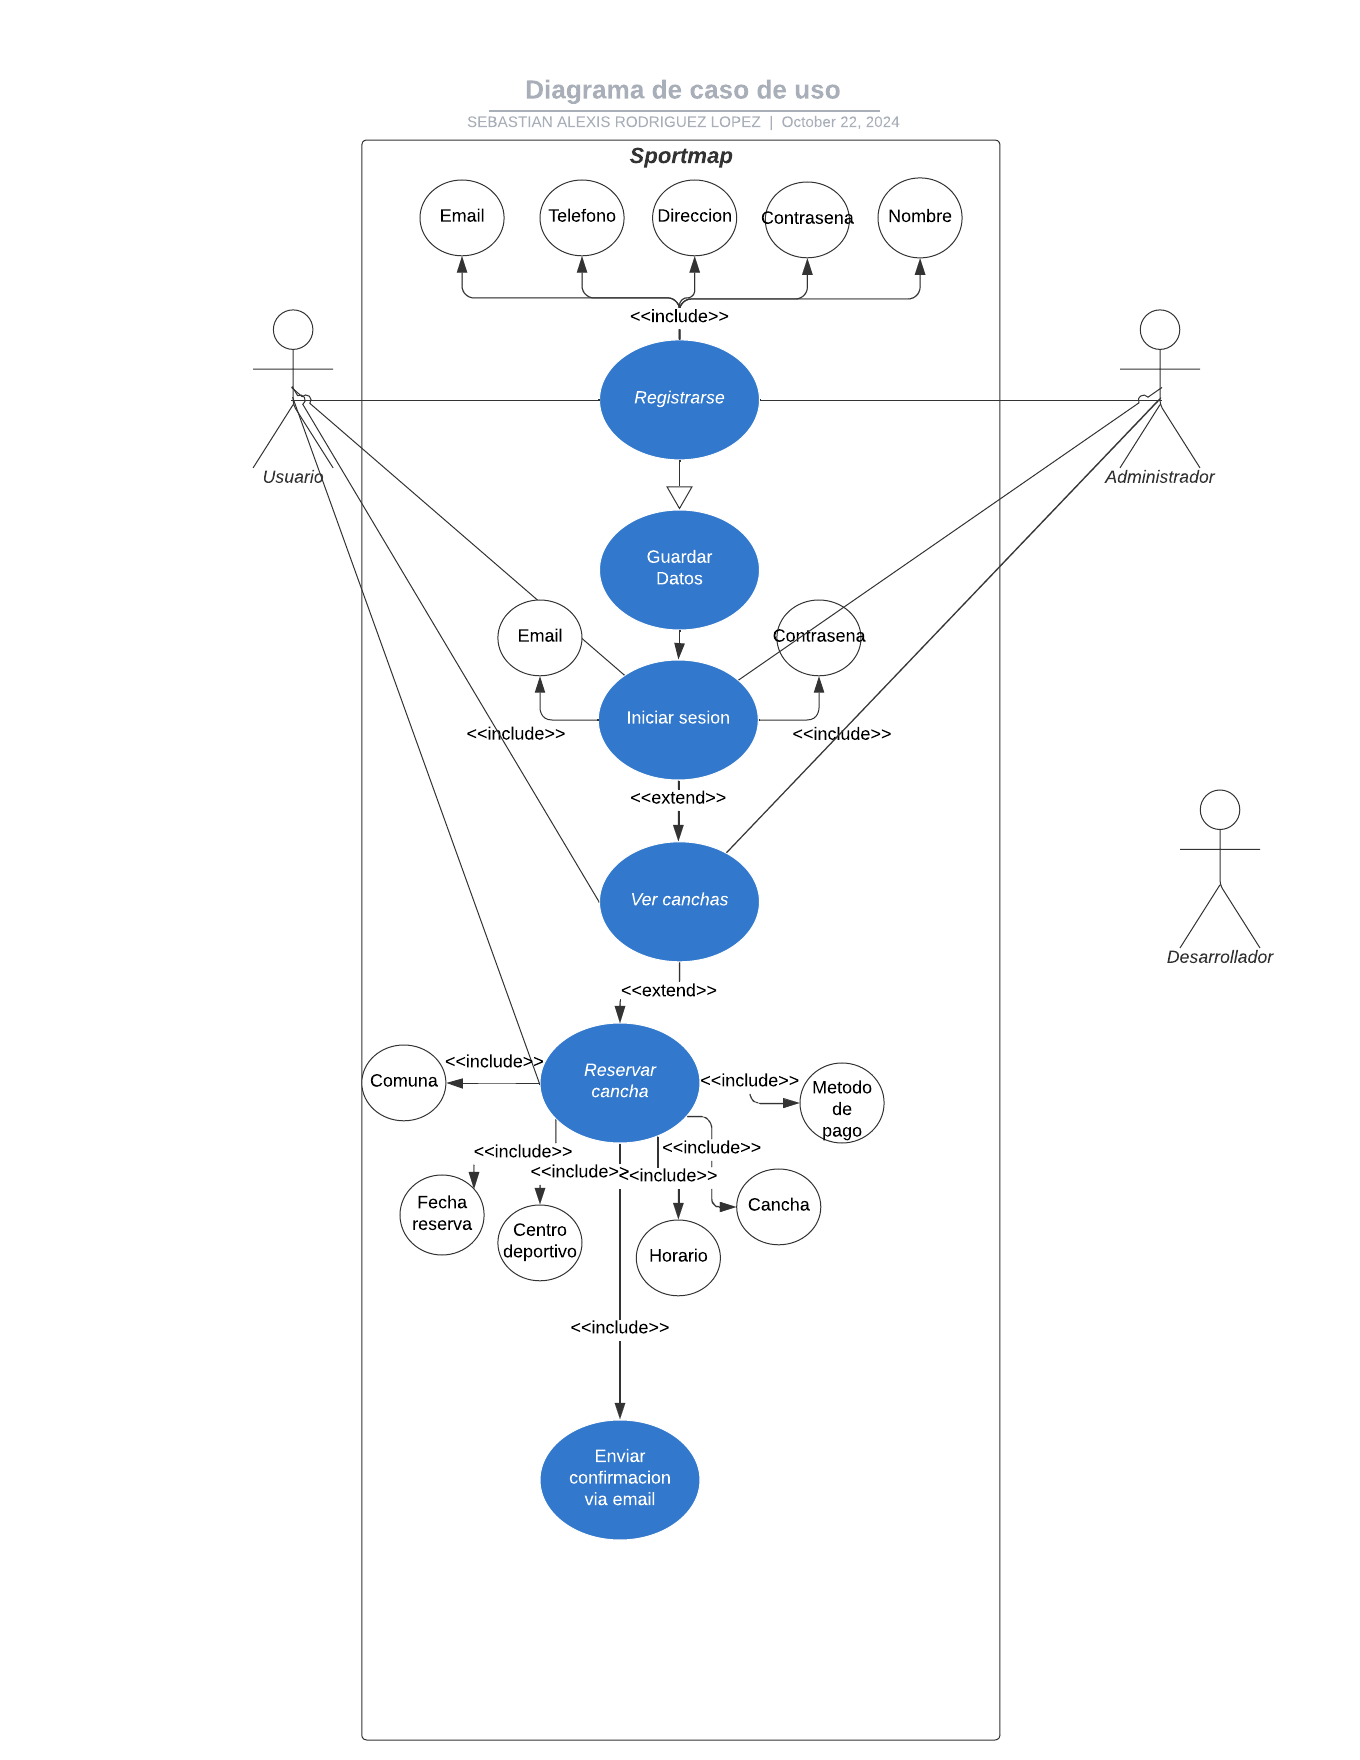 Diagrama de caso de uso
SEBASTIAN ALEXIS RODRIGUEZ LOPEZ | October 22, 2024
Sportmap
Email
Telefono
Direccion
Contrasena
Nombre
<<include>>
Registrarse
Usuario
Administrador
Guardar
Datos
Email
Contrasena
Iniciar sesion
<<include>>
<<include>>
<<extend>>
Ver canchas
Desarrollador
<<extend>>
Reservar
cancha
<<include>>
Comuna
<<include>>
Metodo
de
pago
<<include>>
<<include>>
<<include>>
<<include>>
Fecha
reserva
Centro
deportivo
Horario
Cancha
<<include>>
Enviar
confirmacion
via email